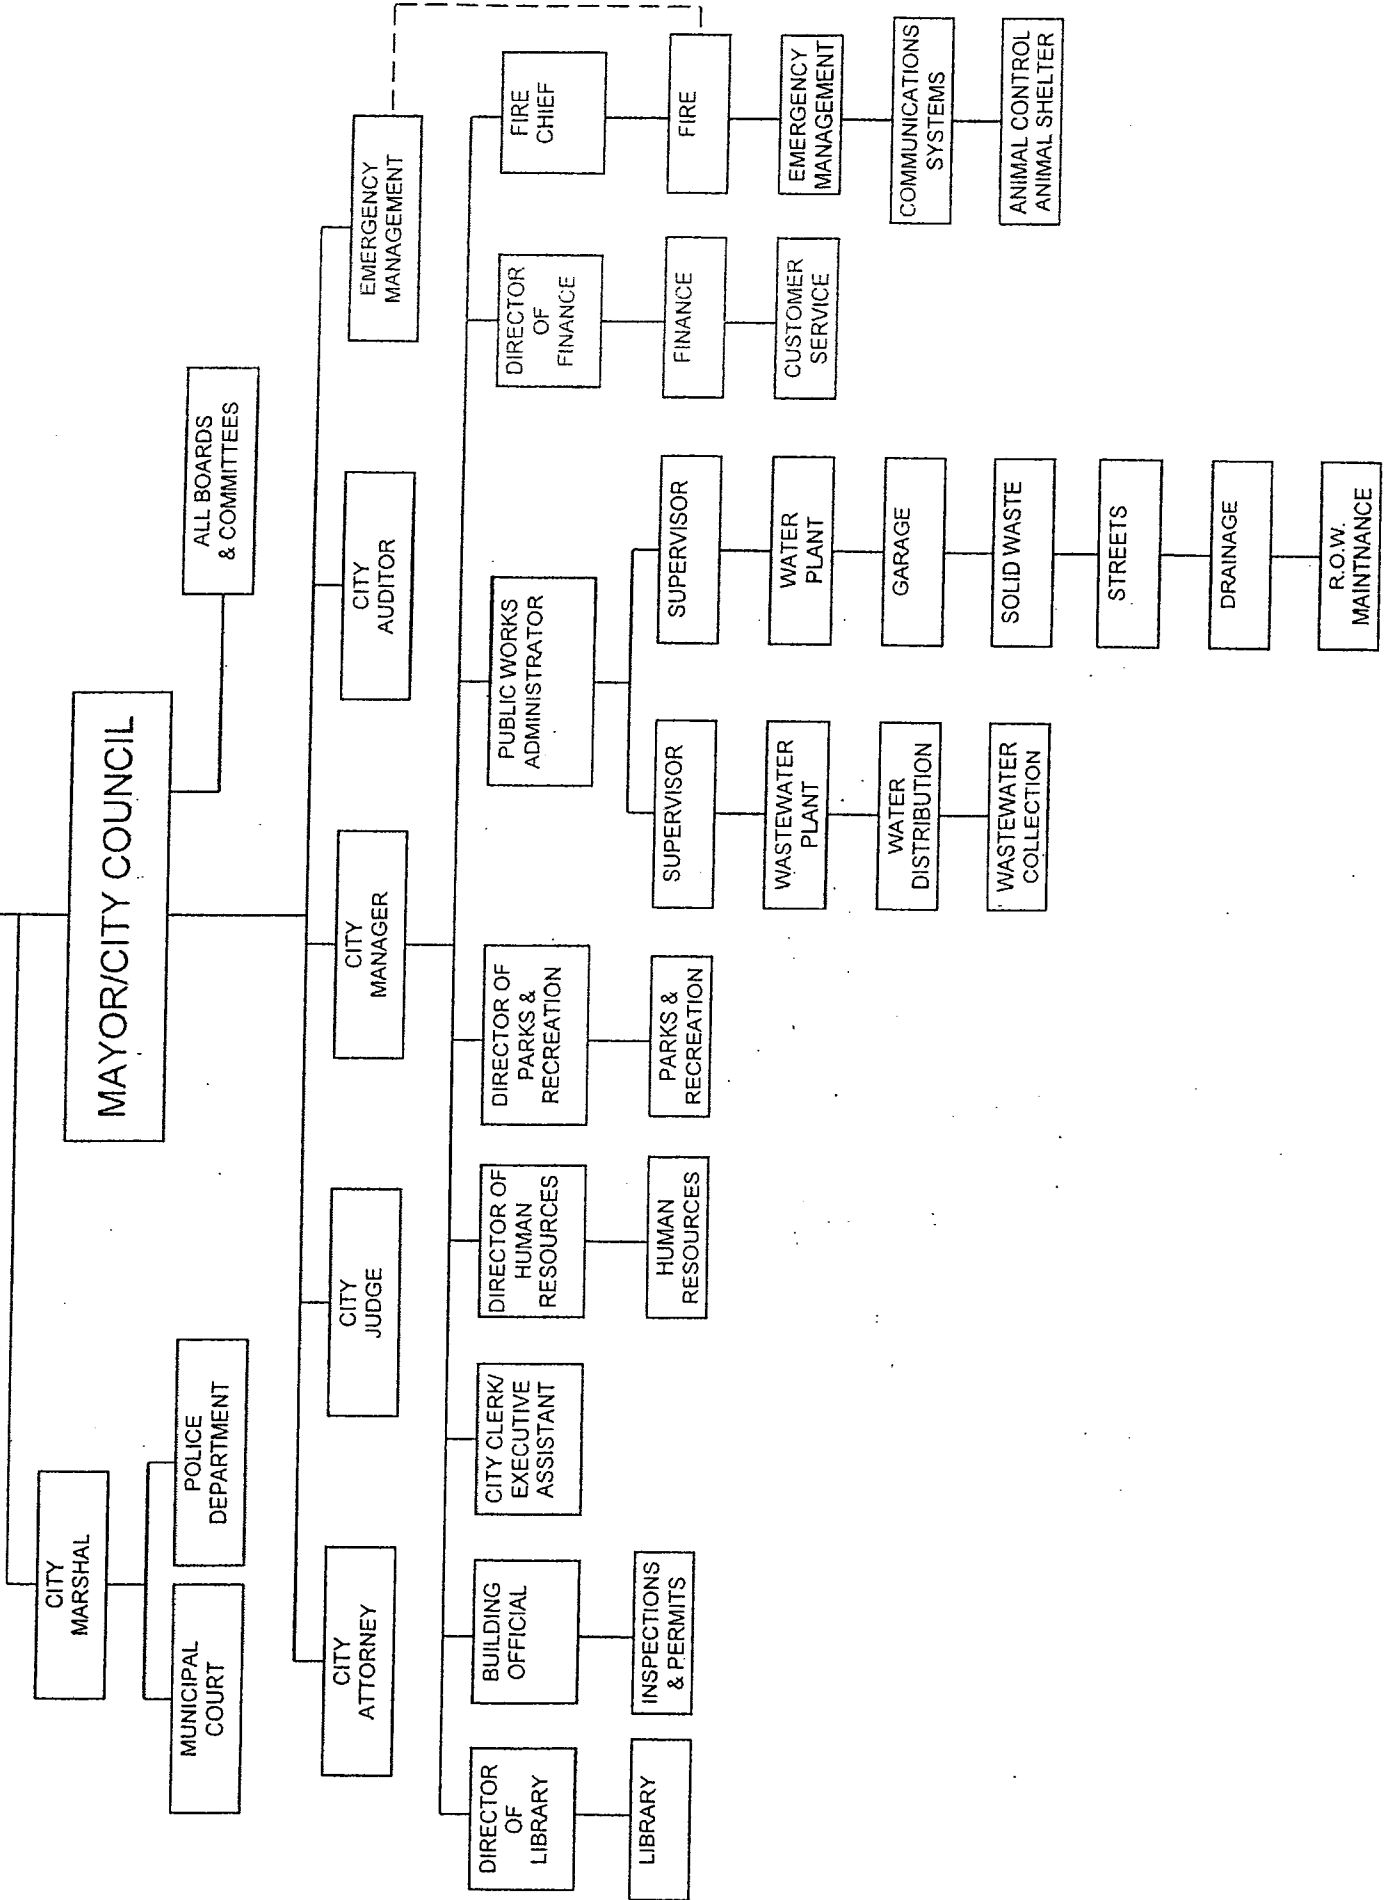 MAYOR/CITY COUNCIL
CITY
MARSHAL
MUNICIPAL
COURT
POLICE
DEPARTMENT
ALL BOARDS
& COMMITTEES
CITY
ATTORNEY
CITY
JUDGE
CITY
MANAGER
CITY
AUDITOR
EMERGENCY
MANAGEMENT
DIRECTOR
OF
LIBRARY
LIBRARY
BUILDING
OFFICIAL
INSPECTIONS
& PERMITS
CITY CLERK/
EXECUTIVE
ASSISTANT
DIRECTOR OF
HUMAN
RESOURCES
HUMAN
RESOURCES
DIRECTOR OF
PARKS &
RECREATION
PARKS &
RECREATION
PUBLIC WORKS
ADMINISTRATOR
SUPERVISOR
WASTEWATER
PLANT
WATER
DISTRIBUTION
WASTEWATER
COLLECTION
SUPERVISOR
WATER
PLANT
GARAGE
SOLID WASTE
STREETS
DRAINAGE
R.O.W.
MAINTNANCE
DIRECTOR
OF
FINANCE
FINANCE
CUSTOMER
SERVICE
FIRE
CHIEF
FIRE
EMERGENCY
MANAGEMENT
COMMUNICATIONS
SYSTEMS
ANIMAL CONTROL
ANIMAL SHELTER